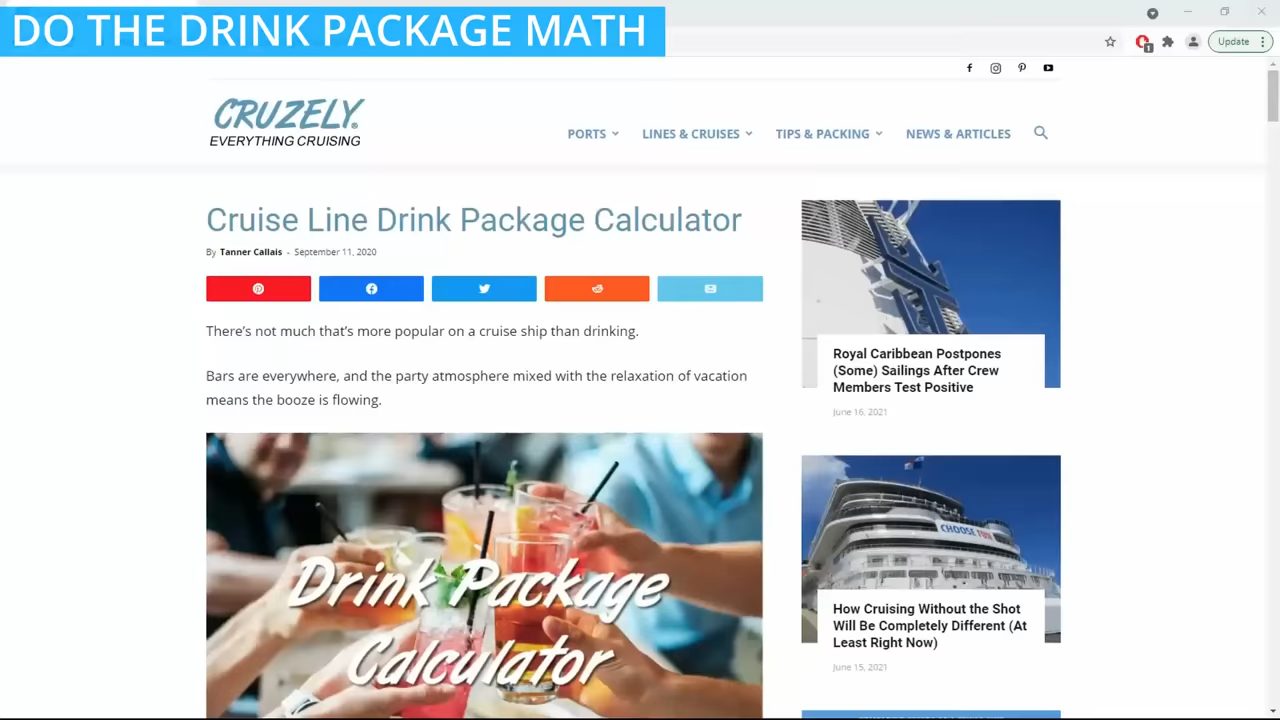 DO THE DRINK PACKAGE MATH
1
Update
CRUZELY®
EVERYTHING CRUISING
PORTS
LINES & CRUISES
TIPS & PACKING
NEWS & ARTICLES
Cruise Line Drink Package Calculator
By Tanner Callais - September 11, 2020
There's not much that's more popular on a cruise ship than drinking.
Bars are everywhere, and the party atmosphere mixed with the relaxation of vacation
means the booze is flowing.
Drink Package
Calculator
Royal Caribbean Postpones
(Some) Sailings After Crew
Members Test Positive
June 16, 2021
CHOOSE FUN
How Cruising Without the Shot
Will Be Completely Different (At
Least Right Now)
June 15, 2021